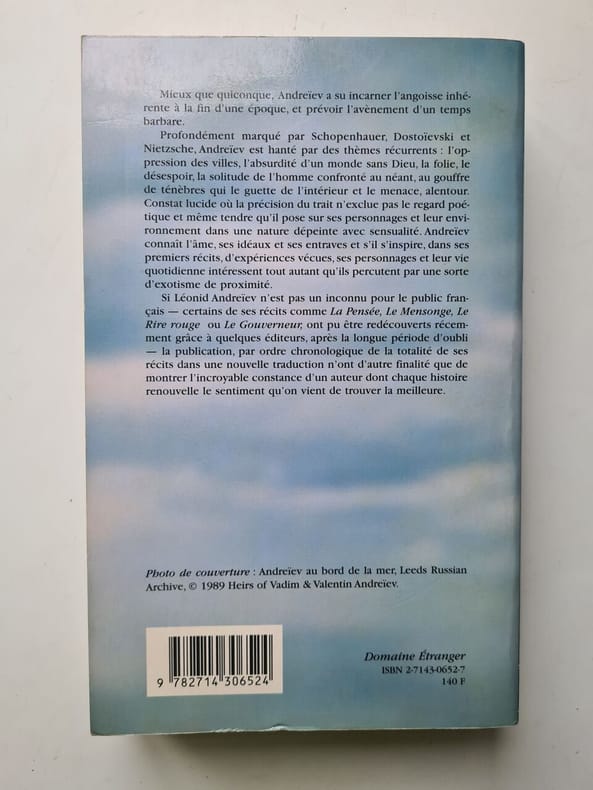 Mieux que quiconque, Andreïev a su incarner l'angoisse inhé-
rente à la fin d'une époque, et prévoir l'avènement d'un temps
barbare.
Profondément marqué par Schopenhauer, Dostoïevski et
Nietzsche, Andreïev est hanté par des thèmes récurrents : l'op-
pression des villes, l'absurdité d'un monde sans Dieu, la folie, le
désespoir, la solitude de l'homme confronté au néant, au gouffre
de ténèbres qui le guette de l'intérieur et le menace, alentour.
Constat lucide où la précision du trait n'exclue pas le regard poé-
tique et même tendre qu'il pose sur ses personnages et leur envi-
ronnement dans une nature dépeinte avec sensualité. Andreïev
connaît l'âme, ses idéaux et ses entraves et s'il s'inspire, dans ses
premiers récits, d'expériences vécues, ses personnages et leur vie
quotidienne intéressent tout autant qu'ils percutent par une sorte
d'exotisme de proximité.
Si Léonid Andreïev n'est pas un inconnu pour le public fran-
çais — certains de ses récits comme La Pensée, Le Mensonge, Le
Rire rouge ou Le Gouverneur, ont pu être redécouverts récem-
ment grâce à quelques éditeurs, après la longue période d'oubli
— la publication, par ordre chronologique de la totalité de ses
récits dans une nouvelle traduction n'ont d'autre finalité que de
montrer l'incroyable constance d'un auteur dont chaque histoire
renouvelle le sentiment qu'on vient de trouver la meilleure.
Photo de couverture : Andreïev au bord de la mer, Leeds Russian
Archive, © 1989 Heirs of Vadim & Valentin Andreïev.
9 782714 306524
Domaine Étranger
ISBN 2-7143-0652-7
140 F